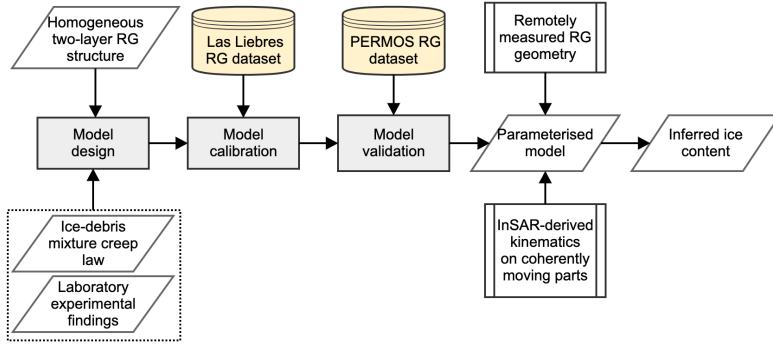 Homogeneous
two-layer RG
structure
Las Liebres
RG dataset
PERMOS RG
dataset
Remotely
measured RG
geometry
Model
design
Model
calibration
Model
validation
Parameterised
model
Inferred ice
content
Ice-debris
mixture creep
law
Laboratory
experimental
findings
InSAR-derived
kinematics
on coherently
moving parts